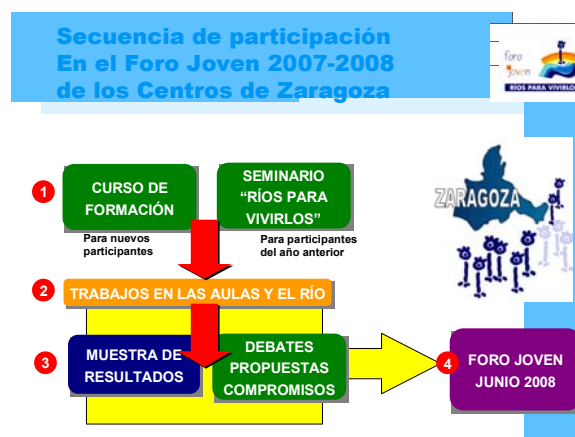 Secuencia de participación
En el Foro Joven 2007-2008
de los Centros de Zaragoza
foro
joven
RÍOS PARA VIVIRLOS
1
CURSO DE
FORMACIÓN
SEMINARIO
“RÍOS PARA
VIVIRLOS”
ZARAGOZA
Para nuevos
participantes
Para participantes
del año anterior
2
TRABAJOS EN LAS AULAS Y EL RÍO
3
MUESTRA DE
RESULTADOS
DEBATES
PROPUESTAS
COMPROMISOS
4
FORO JOVEN
JUNIO 2008